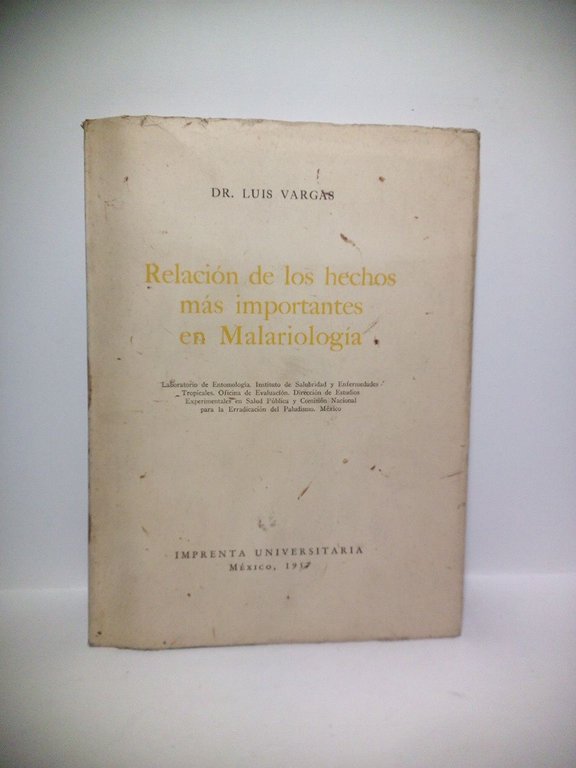 DR. LUIS VARGAS
Relación de los hechos
más importantes
en Malariología
Laboratorio de Entomología. Instituto de Salubridad y Enfermedades
Tropicales. Oficina de Evaluación. Dirección de Estudios
Experimentales en Salud Pública y Comisión Nacional
para la Erradicación del Paludismo. México
IMPRENTA UNIVERSITARIA
MÉXICO, 1957